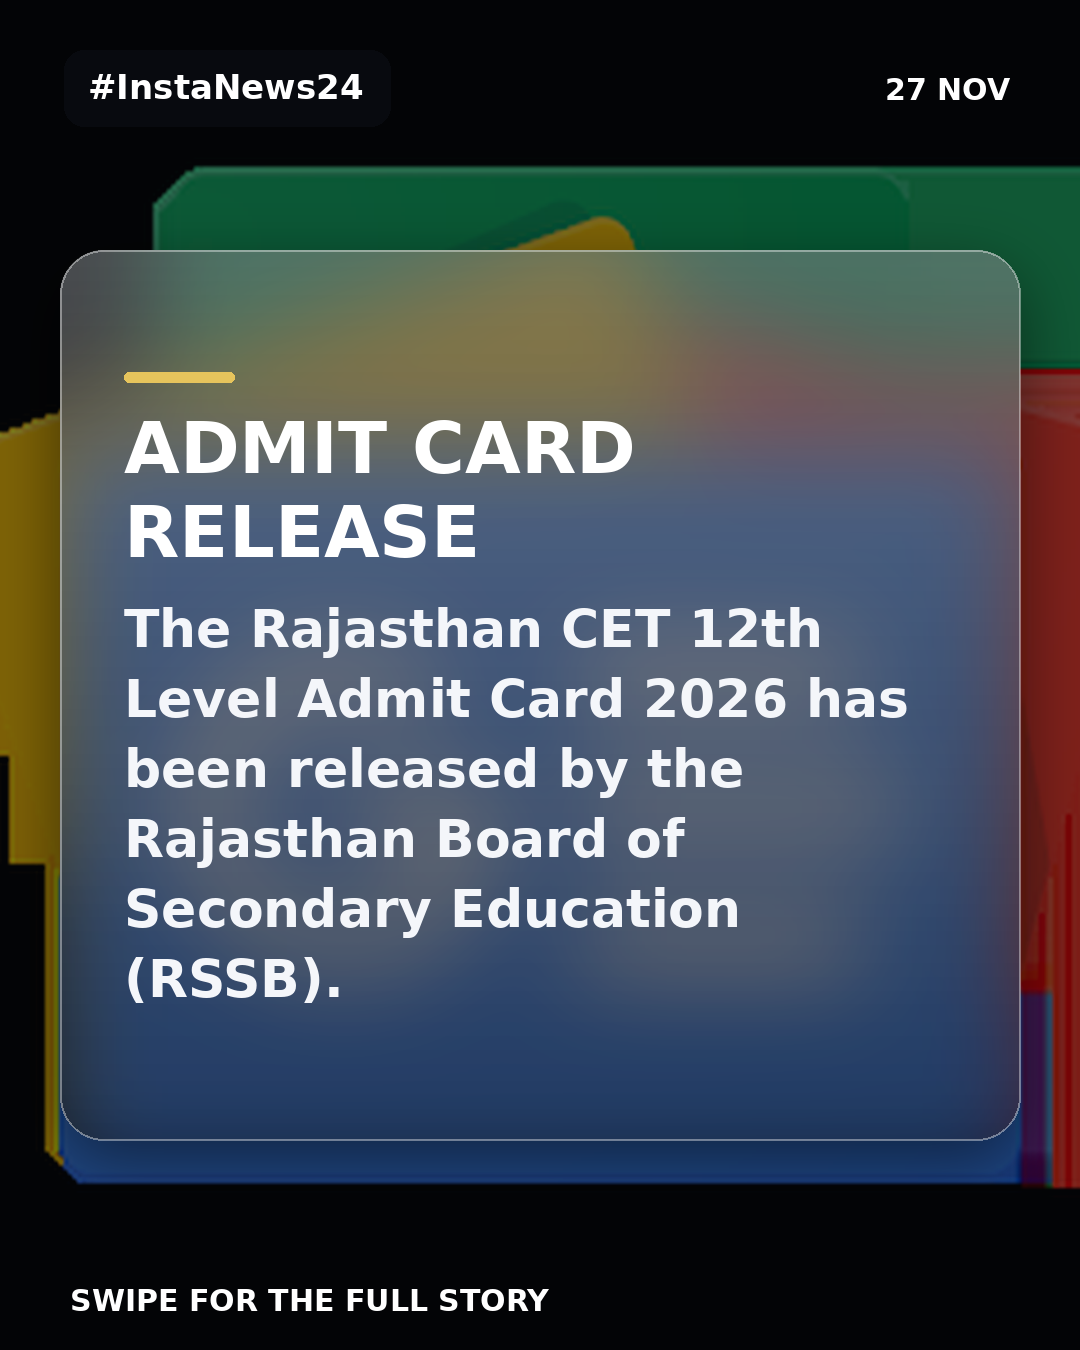 #InstaNews24
27 NOV
ADMIT CARD
RELEASE
The Rajasthan CET 12th
Level Admit Card 2026 has
been released by the
Rajasthan Board of
Secondary Education
(RSSB).
SWIPE FOR THE FULL STORY